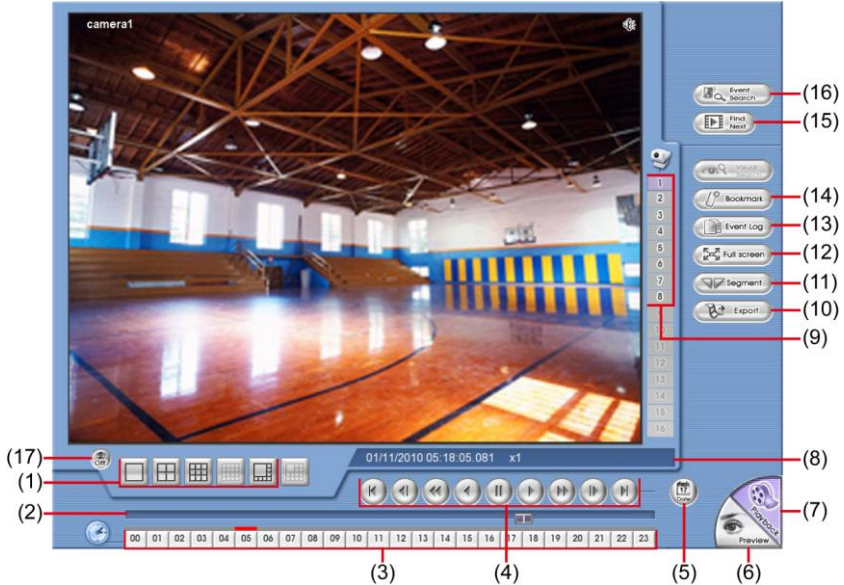 camera1
Event Search
(16)
Find Next
(15)
Visual Search
1
Bookmark
(14)
2
3
Event Log
(13)
4
5
Full screen
(12)
6
7
Segment
(11)
8
Export
(10)
(9)
10
11
12
13
14
15
16
(17)
Off
01/11/2010 05:18:05.081 x1
(8)
(1)
17
Date
(2)
Playback
(7)
Preview
00 01 02 03 04 05 06 07 08 09 10 11 12 13 14 15 16 17 18 19 20 21 22 23
(3)
(4)
(5)
(6)